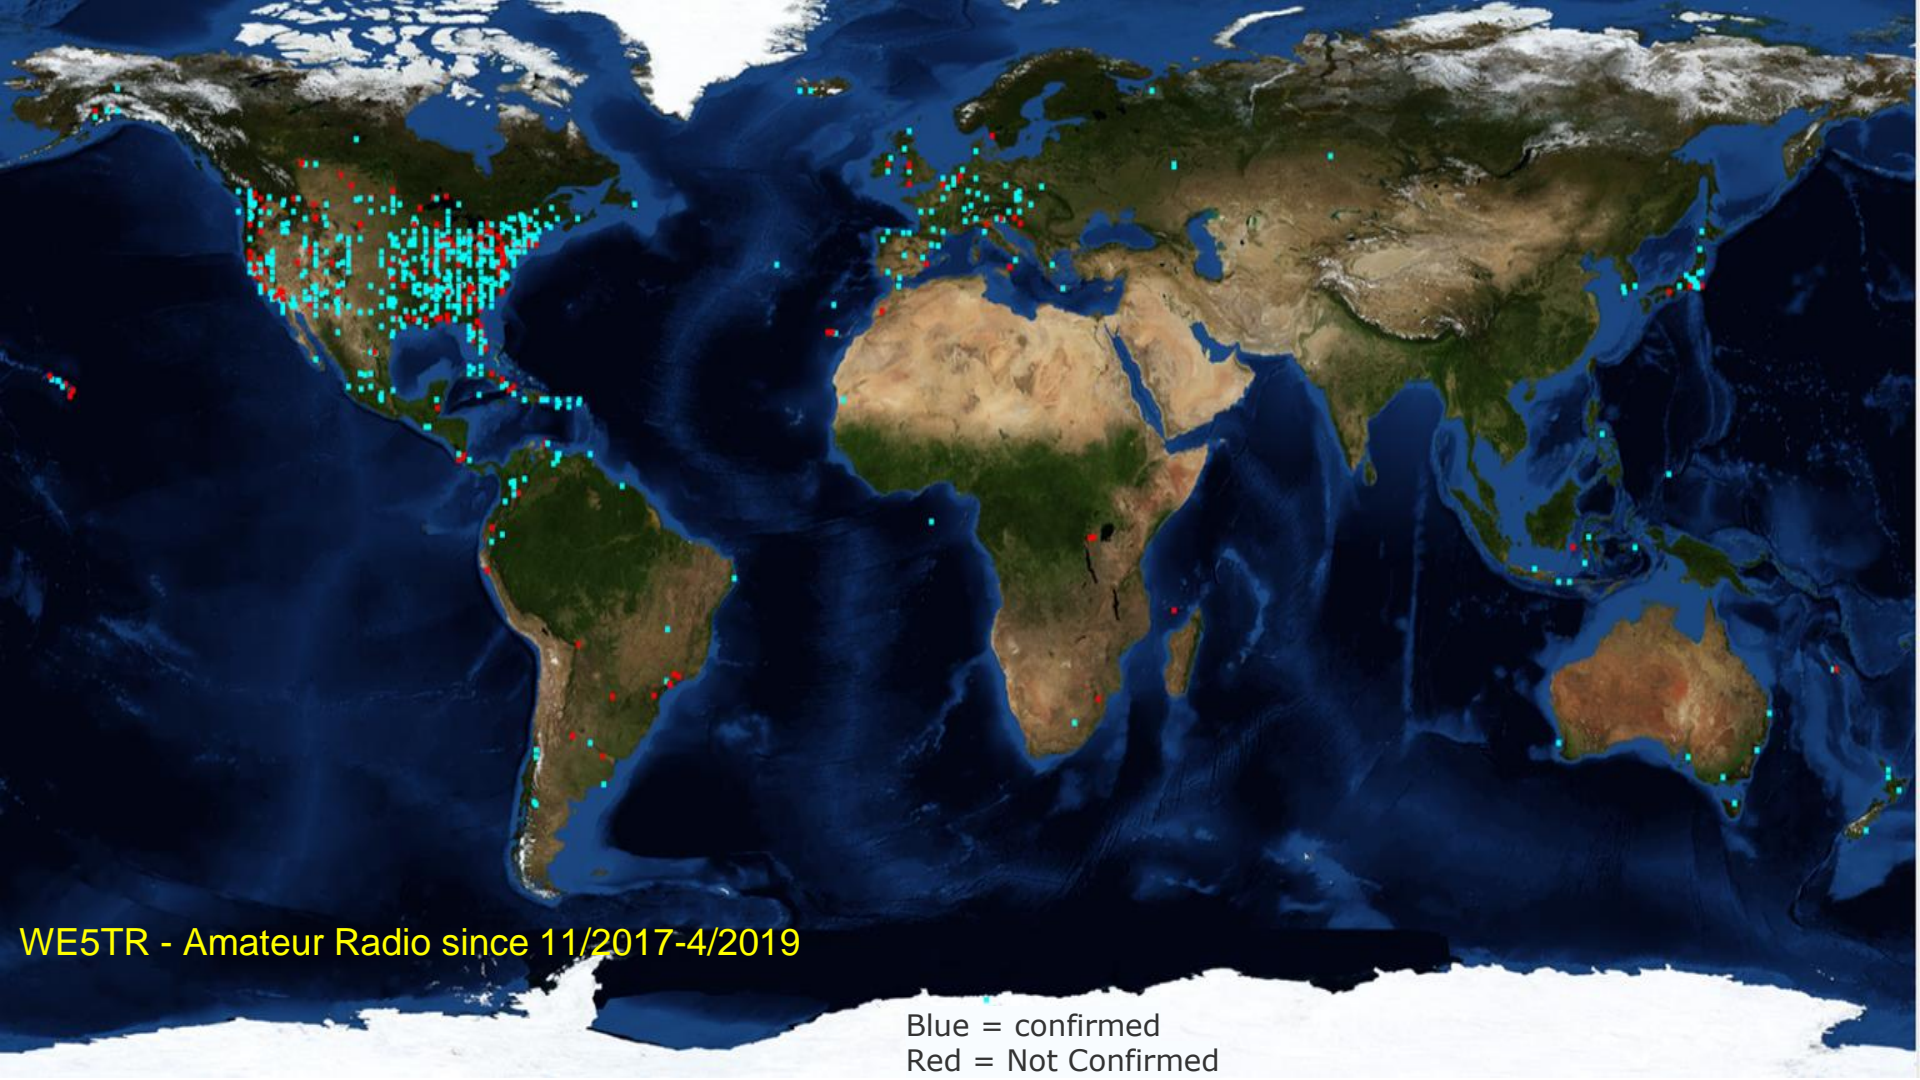 WE5TR - Amateur Radio since 11/2017-4/2019
Blue = confirmed
Red = Not Confirmed